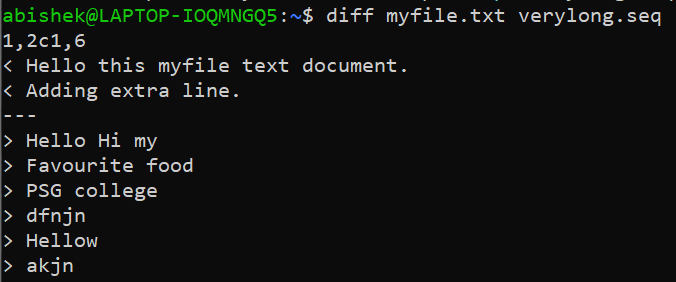 abishek@LAPTOP-IOQMNGQ5:~$ diff myfile.txt verylong.seq
1,2c1,6
< Hello this myfile text document.
< Adding extra line.
---
> Hello Hi my
> Favourite food
> PSG college
> dfnjn
> Hellow
> akjn